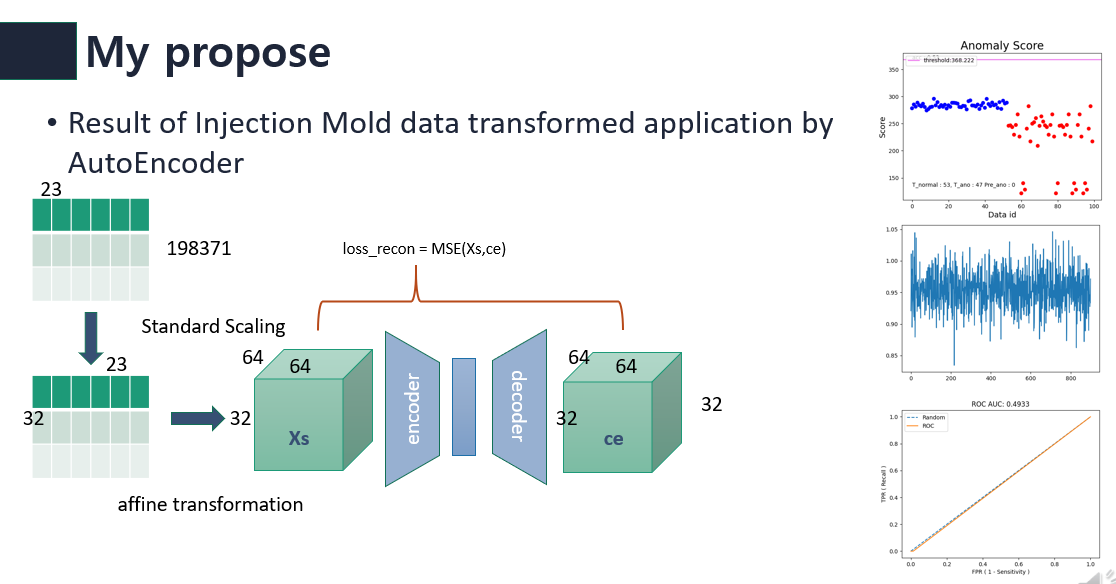 My propose
• Result of Injection Mold data transformed application by
AutoEncoder
23
198371
Standard Scaling
23
32
affine transformation
loss_recon = MSE(Xs,ce)
64
64
32
Xs
encoder
decoder
64
64
32
ce
32
Anomaly Score
threshold:368.222
Score
350
300
250
200
150
T_normal : 53, T_ano : 47 Pre_ano : 0
0 20 40 60 80 100
Data id
1.05
1.00
0.95
0.90
0.85
0 200 400 600 800
ROC AUC: 0.4933
Random
ROC
TPR ( Recall )
1.0
0.8
0.6
0.4
0.2
0.0
0.0 0.2 0.4 0.6 0.8 1.0
FPR ( 1 - Sensitivity )